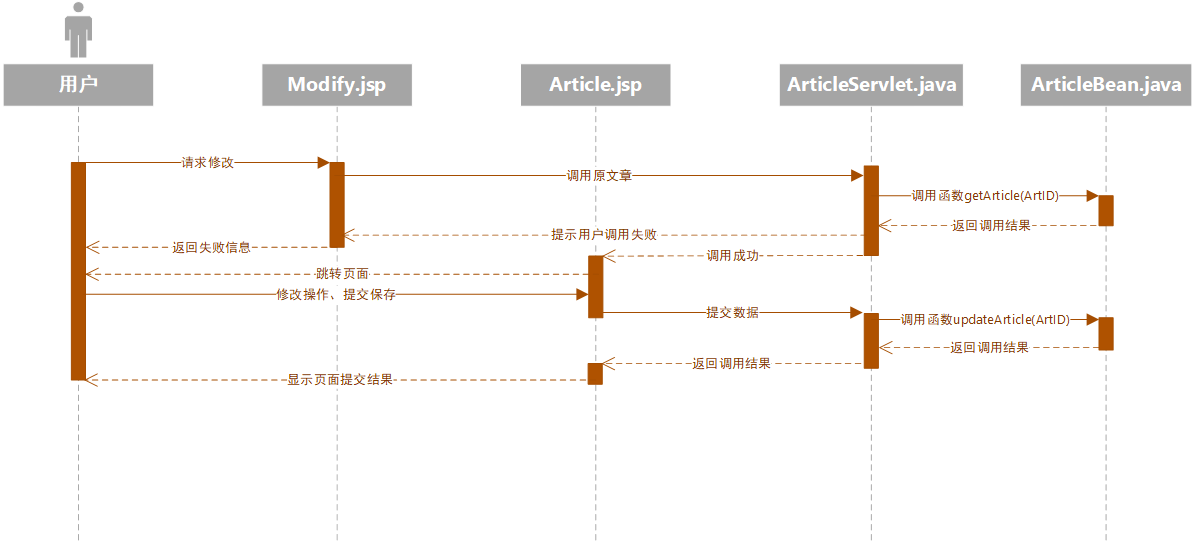 用户
Modify.jsp
Article.jsp
ArticleServlet.java
ArticleBean.java
请求修改
调用原文章
调用函数getArticle(ArtID)
返回调用结果
提示用户调用失败
返回失败信息
调用成功
跳转页面
修改操作、提交保存
提交数据
调用函数updateArticle(ArtID)
返回调用结果
返回调用结果
显示页面提交结果